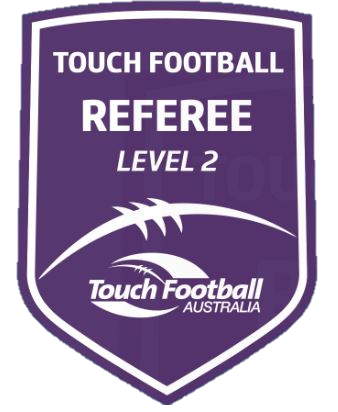 TOUCH FOOTBALL
REFEREE
LEVEL 2
Touch Football
AUSTRALIA